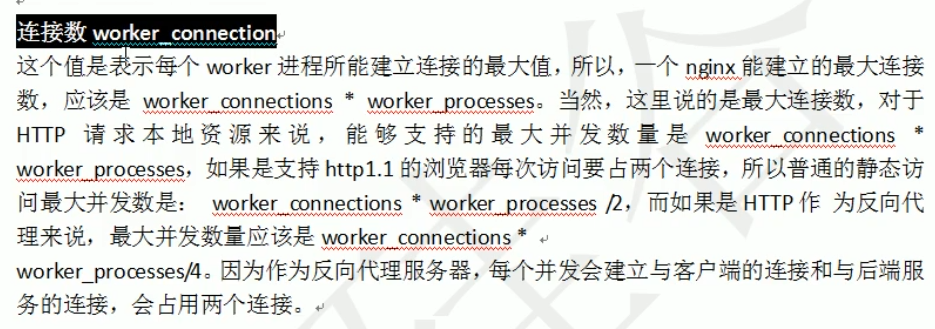 连接数 worker_connection
这个值是表示每个 worker 进程所能建立连接的最大值，所以，一个 nginx 能建立的最大连接
数，应该是 worker_connections * worker_processes。当然，这里说的是最大连接数，对于
HTTP 请求本地资源来说，能够支持的最大并发数量是 worker_connections *
worker_processes，如果是支持 http1.1 的浏览器每次访问要占两个连接，所以普通的静态访
问最大并发数是： worker_connections * worker_processes /2，而如果是 HTTP 作 为反向代
理来说，最大并发数量应该是 worker_connections *
worker_processes/4。因为作为反向代理服务器，每个并发会建立与客户端的连接和与后端服
务的连接，会占用两个连接。